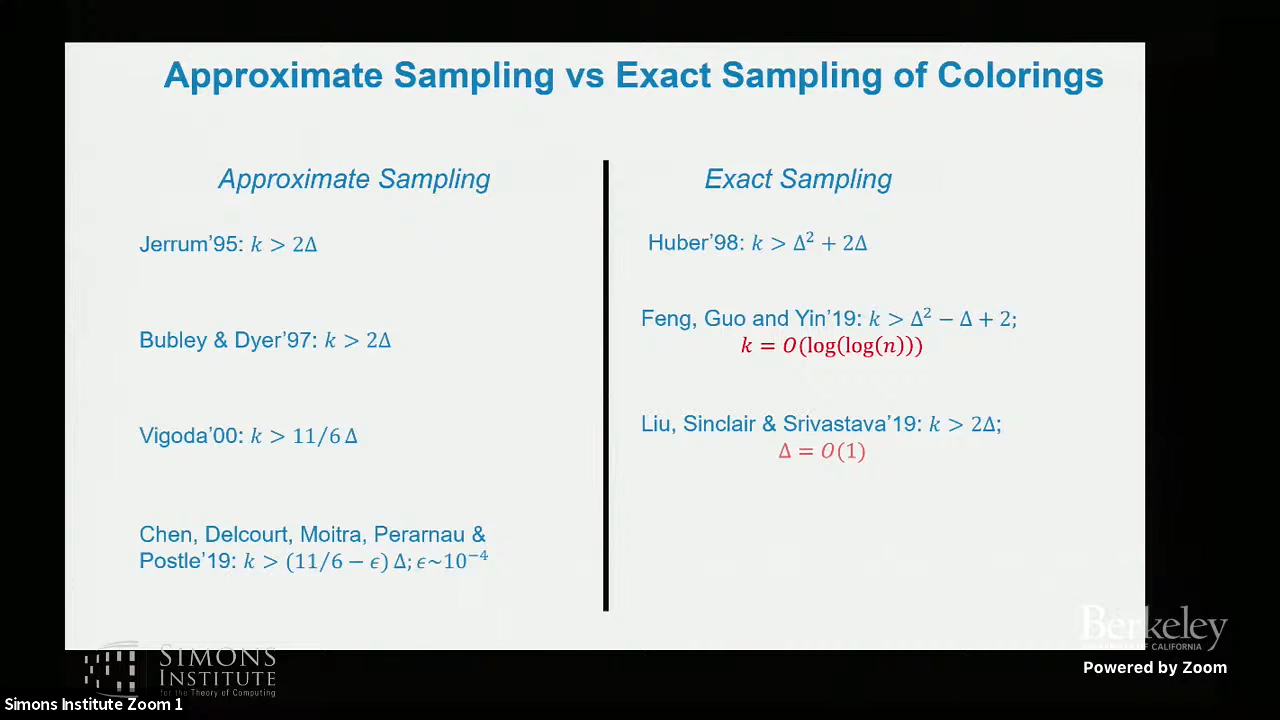 Approximate Sampling vs Exact Sampling of Colorings
Approximate Sampling
Jerrum’95: k > 2Δ
Bubley & Dyer’97: k > 2Δ
Vigoda’00: k > 11/6 Δ
Chen, Delcourt, Moitra, Perarnau &
Postle’19: k > (11/6 − ϵ) Δ; ϵ~10⁻⁴
Exact Sampling
Huber’98: k > Δ² + 2Δ
Feng, Guo and Yin’19: k > Δ² − Δ + 2;
k = O(log(log(n)))
Liu, Sinclair & Srivastava’19: k > 2Δ;
Δ = O(1)
Berkeley
UNIVERSITY OF CALIFORNIA
Powered by Zoom
SIMONS
INSTITUTE
for the Theory of Computing
Simons Institute Zoom 1